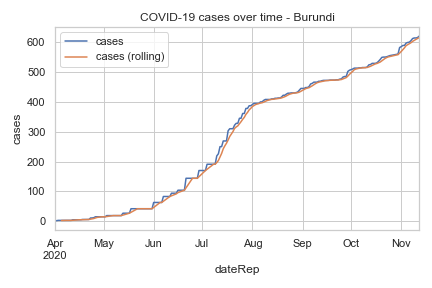 COVID-19 cases over time - Burundi
cases
cases (rolling)
600
500
400
300
200
100
0
cases
Apr May Jun Jul Aug Sep Oct Nov
2020
dateRep